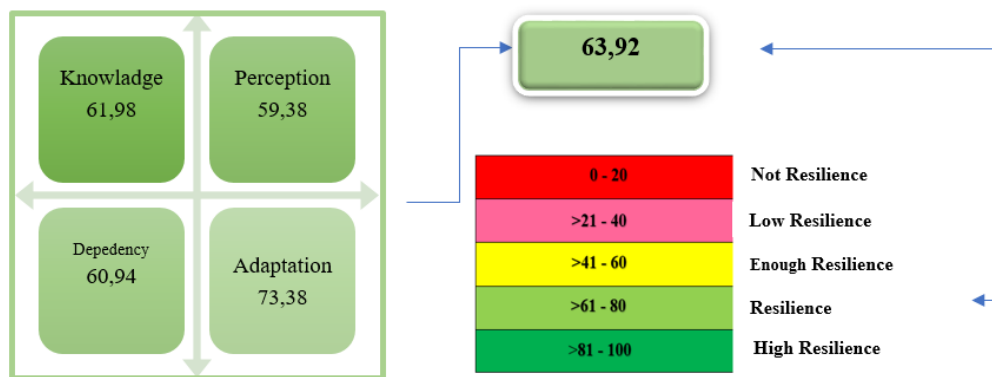 Knowladge
61,98
Perception
59,38
Depedency
60,94
Adaptation
73,38
63,92
0 - 20 Not Resilience
>21 - 40 Low Resilience
>41 - 60 Enough Resilience
>61 - 80 Resilience
>81 - 100 High Resilience